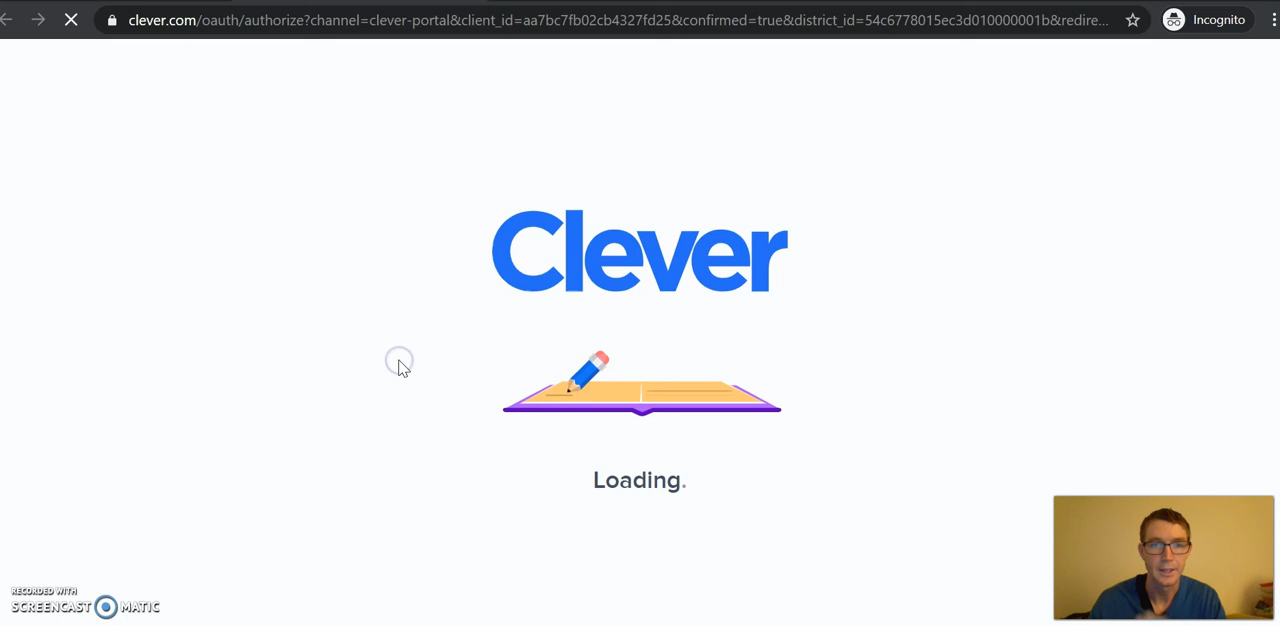 clever.com/oauth/authorize?channel=clever-portal&client_id=aa7bc7fb02cb4327fd25&confirmed=true&district_id=54c6778015ec3d010000001b&redire...
Incognito
Clever
Loading.
RECORDED WITH
SCREENCAST MATIC